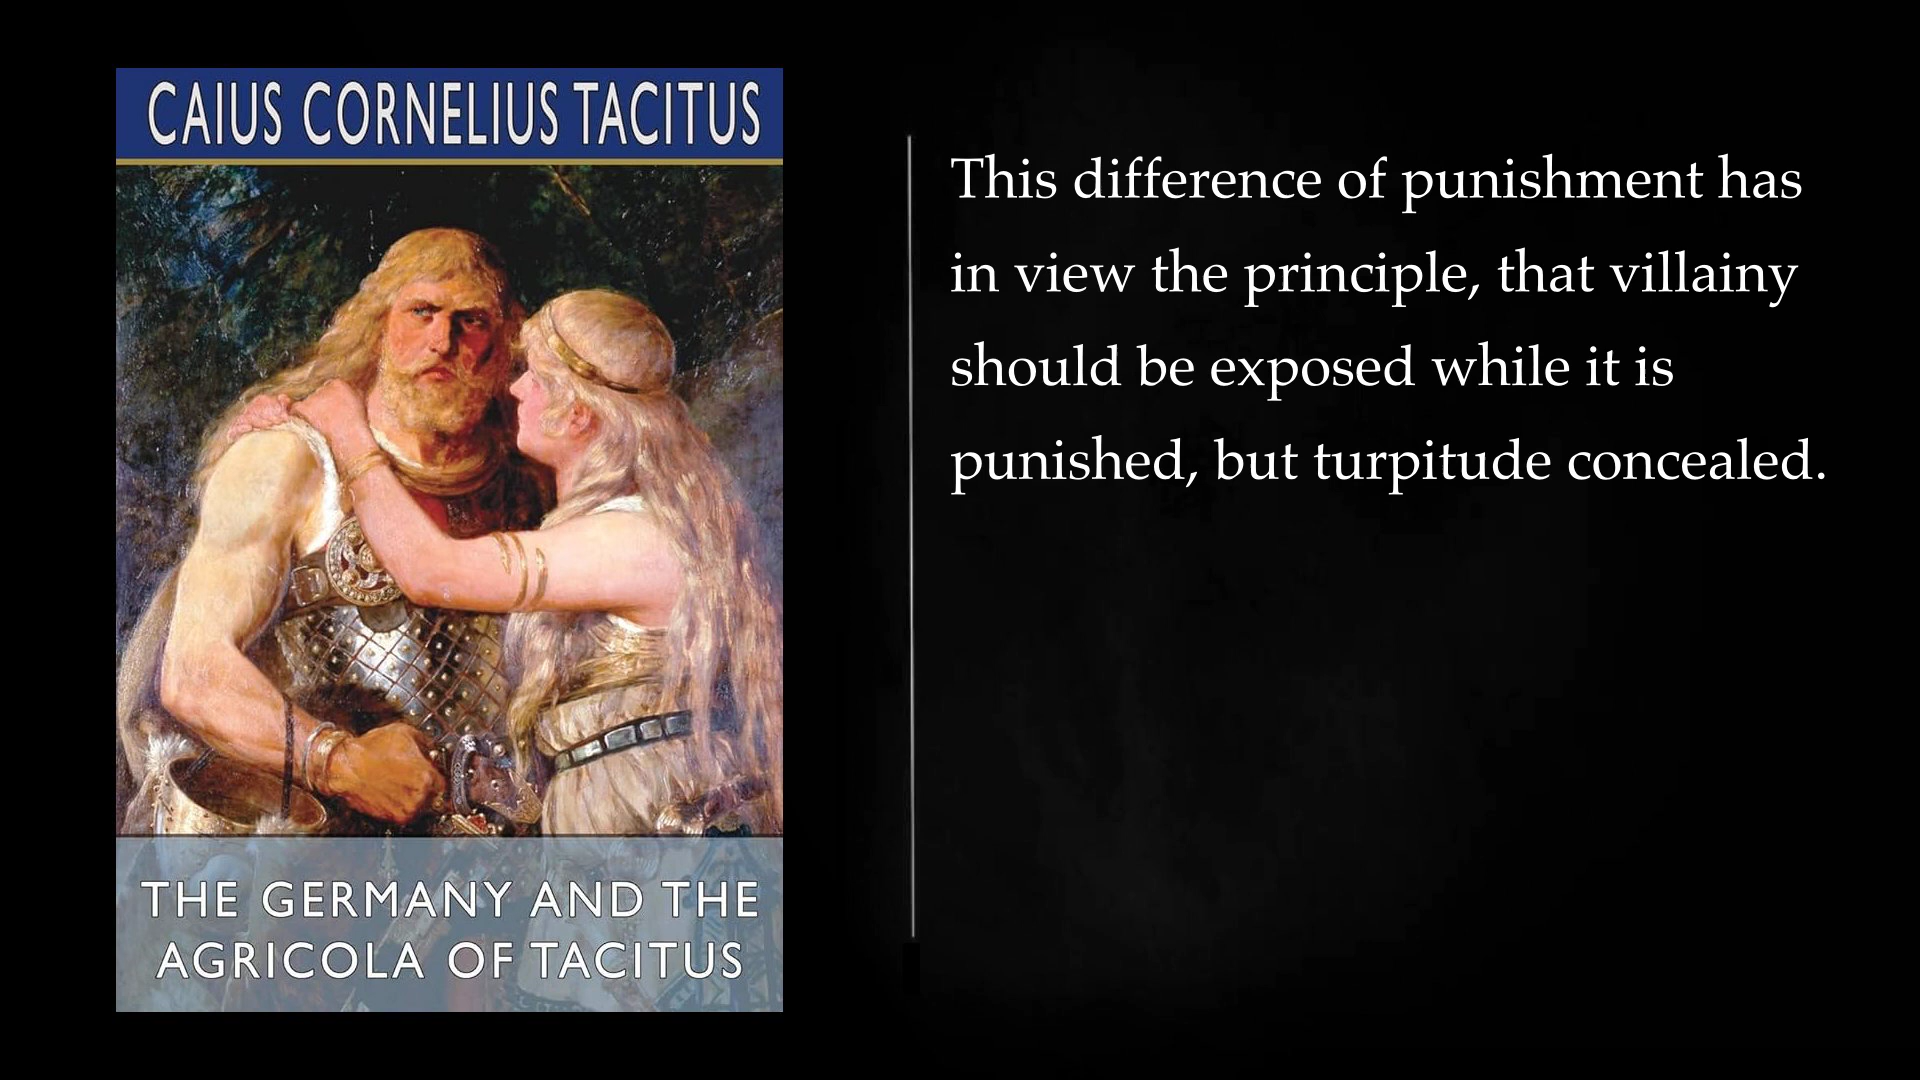 CAIUS CORNELIUS TACITUS
THE GERMANY AND THE
AGRICOLA OF TACITUS
This difference of punishment has
in view the principle, that villainy
should be exposed while it is
punished, but turpitude concealed.